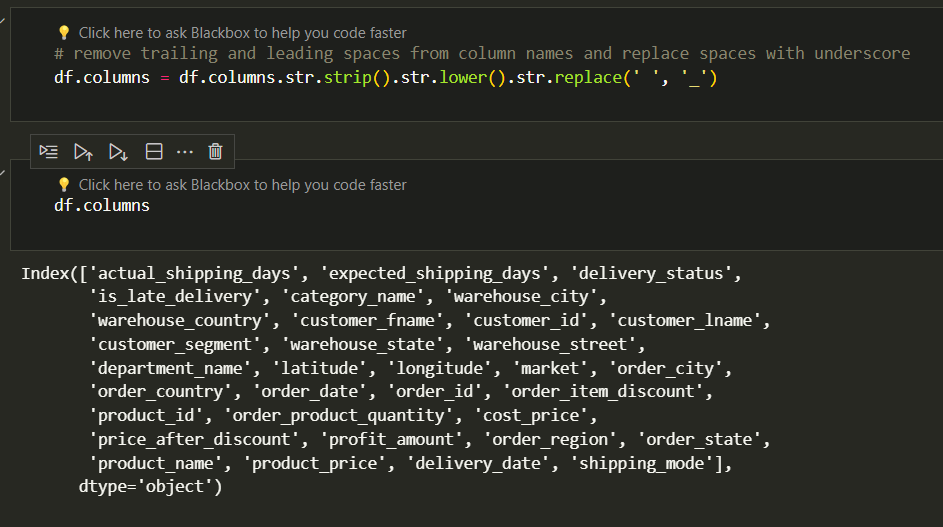 Click here to ask Blackbox to help you code faster
# remove trailing and leading spaces from column names and replace spaces with underscore
df.columns = df.columns.str.strip().str.lower().str.replace(' ', '_')
Click here to ask Blackbox to help you code faster
df.columns
Index(['actual_shipping_days', 'expected_shipping_days', 'delivery_status',
'is_late_delivery', 'category_name', 'warehouse_city',
'warehouse_country', 'customer_fname', 'customer_id', 'customer_lname',
'customer_segment', 'warehouse_state', 'warehouse_street',
'department_name', 'latitude', 'longitude', 'market', 'order_city',
'order_country', 'order_date', 'order_id', 'order_item_discount',
'product_id', 'order_product_quantity', 'cost_price',
'price_after_discount', 'profit_amount', 'order_region', 'order_state',
'product_name', 'product_price', 'delivery_date', 'shipping_mode'],
dtype='object')